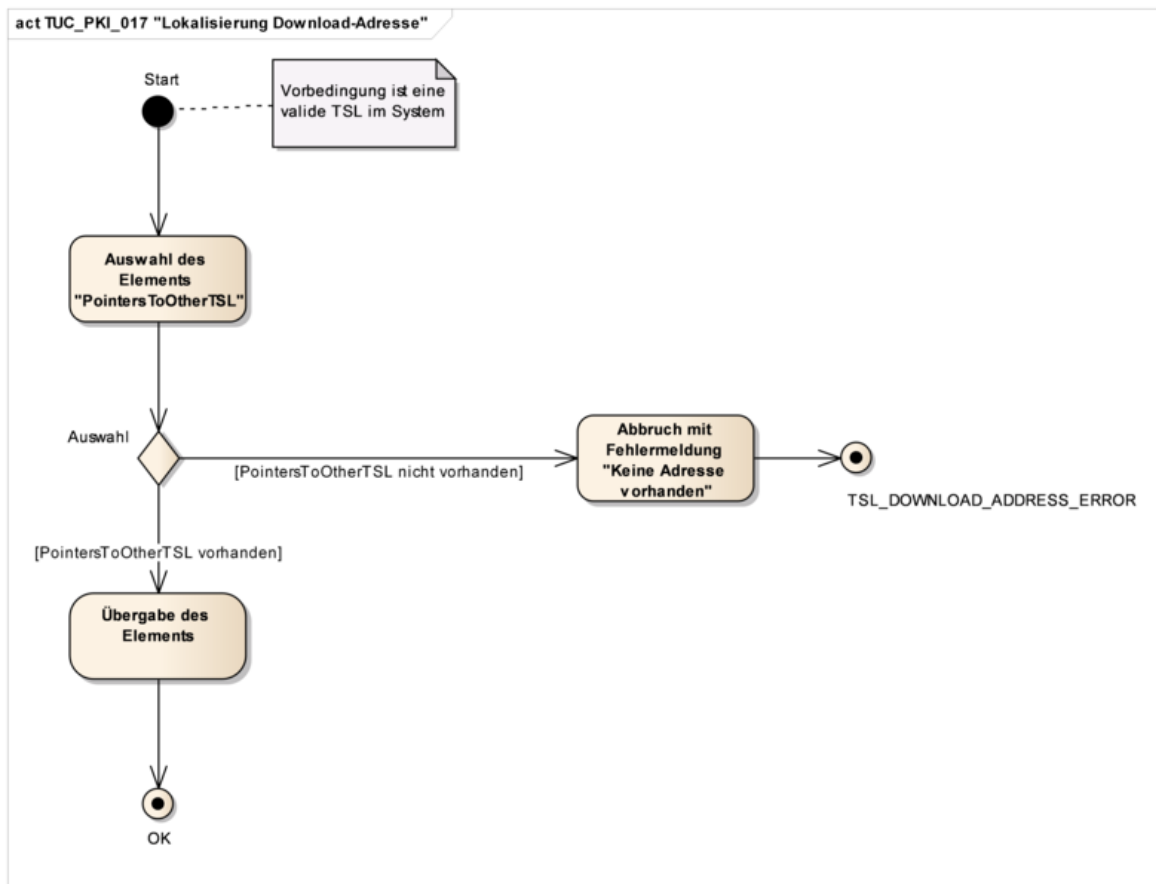 act TUC_PKI_017 "Lokalisierung Download-Adresse"
Start
Vorbedingung ist eine
valide TSL im System
Auswahl des
Elements
"PointersToOtherTSL"
Auswahl
[PointersToOtherTSL nicht vorhanden]
Abbruch mit
Fehlermeldung
"Keine Adresse
vorhanden"
TSL_DOWNLOAD_ADDRESS_ERROR
[PointersToOtherTSL vorhanden]
Übergabe des
Elements
OK